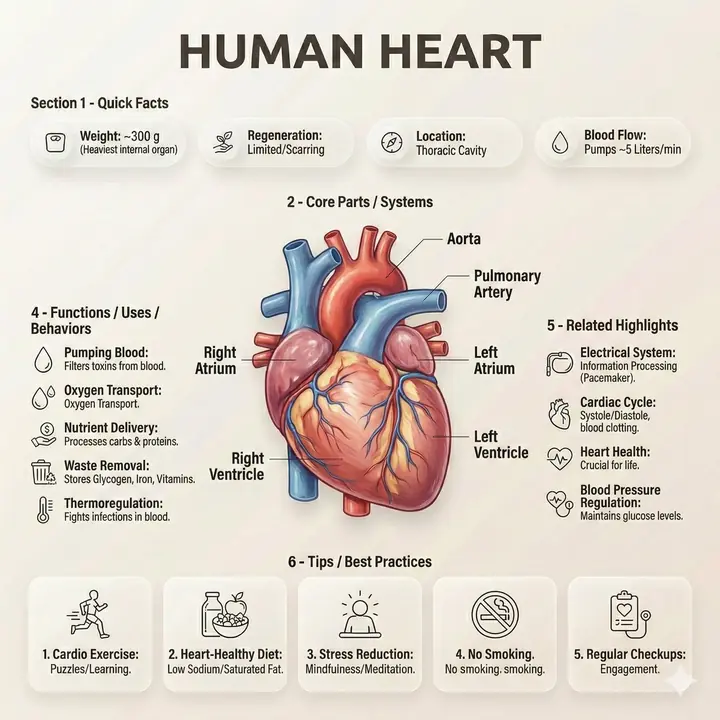 HUMAN HEART
Section 1 - Quick Facts
Weight: ~300 g
(Heaviest internal organ)
Regeneration:
Limited/Scarring
Location:
Thoracic Cavity
Blood Flow:
Pumps ~5 Liters/min
2 - Core Parts / Systems
Aorta
Pulmonary
Artery
Right
Atrium
Left
Atrium
Right
Ventricle
Left
Ventricle
4 - Functions / Uses /
Behaviors
Pumping Blood:
Filters toxins from blood.
Oxygen Transport:
Oxygen Transport.
Nutrient Delivery:
Processes carbs & proteins.
Waste Removal:
Stores Glycogen, Iron, Vitamins.
Thermoregulation:
Fights infections in blood.
5 - Related Highlights
Electrical System:
Information Processing
(Pacemaker).
Cardiac Cycle:
Systole/Diastole,
blood clotting.
Heart Health:
Crucial for life.
Blood Pressure
Regulation:
Maintains glucose levels.
6 - Tips / Best Practices
1. Cardio Exercise:
Puzzles/Learning.
2. Heart-Healthy Diet:
Low Sodium/Saturated Fat.
3. Stress Reduction:
Mindfulness/Meditation.
4. No Smoking.
No smoking. smoking.
5. Regular Checkups:
Engagement.